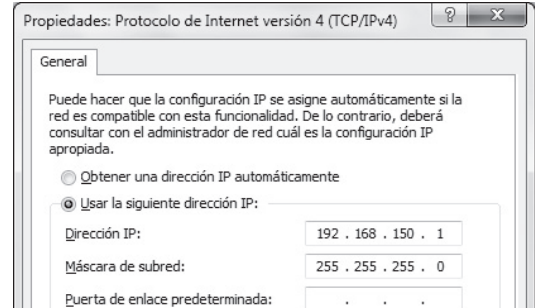 Propiedades: Protocolo de Internet versión 4 (TCP/IPv4)
General
Puede hacer que la configuración IP se asigne automáticamente si la
red es compatible con esta funcionalidad. De lo contrario, deberá
consultar con el administrador de red cuál es la configuración IP
apropiada.
Obtener una dirección IP automáticamente
Usar la siguiente dirección IP:
Dirección IP: 192 . 168 . 150 . 1
Máscara de subred: 255 . 255 . 255 . 0
Puerta de enlace predeterminada: . . .